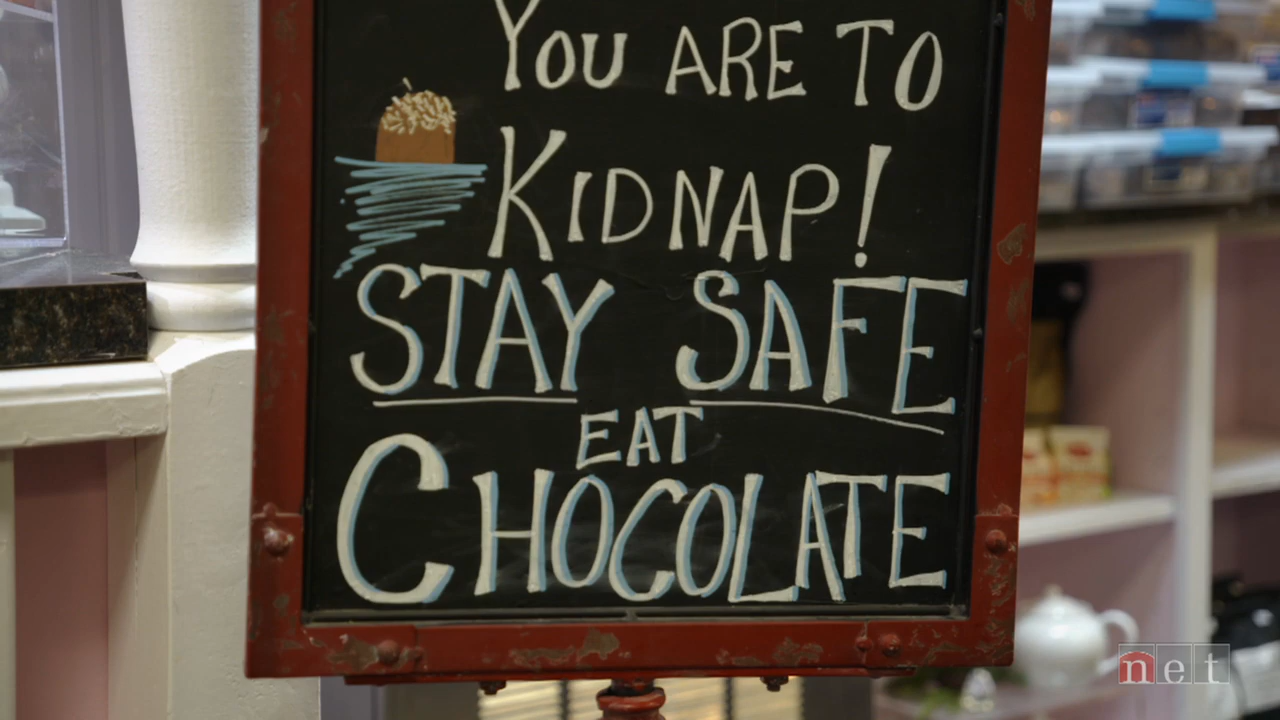 You ARE TO
KIDNAP!
STAY SAFE
EAT
CHOCOLATE
net